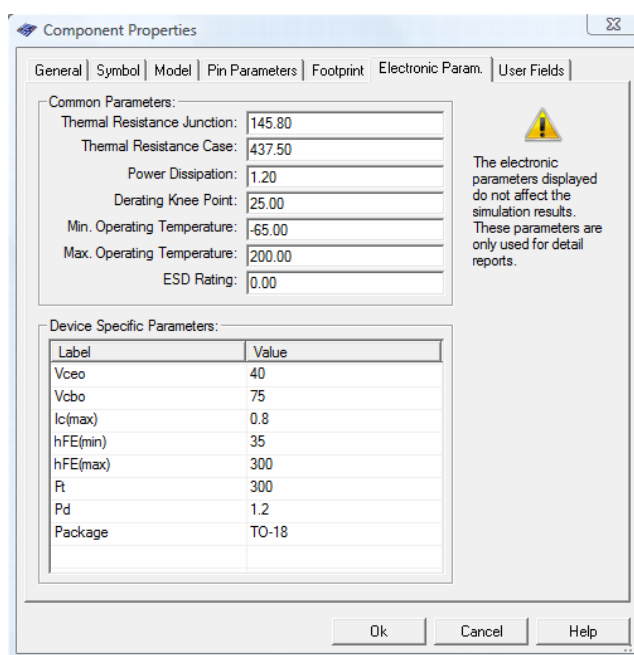 Component Properties
General Symbol Model Pin Parameters Footprint Electronic Param. User Fields
Common Parameters:
Thermal Resistance Junction: 145.80
Thermal Resistance Case: 437.50
Power Dissipation: 1.20
Derating Knee Point: 25.00
Min. Operating Temperature: -65.00
Max. Operating Temperature: 200.00
ESD Rating: 0.00
The electronic
parameters displayed
do not affect the
simulation results.
These parameters are
only used for detail
reports.
Device Specific Parameters:
Label Value
Vceo 40
Vcbo 75
Ic(max) 0.8
hFE(min) 35
hFE(max) 300
Ft 300
Pd 1.2
Package TO-18
Ok Cancel Help